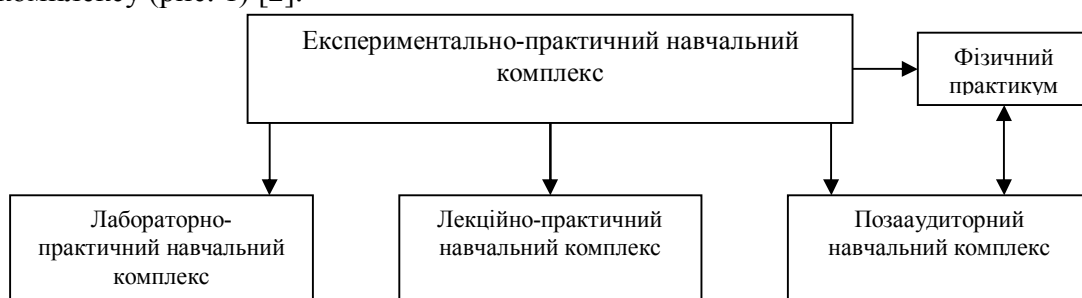 комплексу (рис. 1) [2].
Експериментально-практичний навчальний
комплекс
Фізичний
практикум
Лабораторно-
практичний навчальний
комплекс
Лекційно-практичний
навчальний комплекс
Позааудиторний
навчальний комплекс